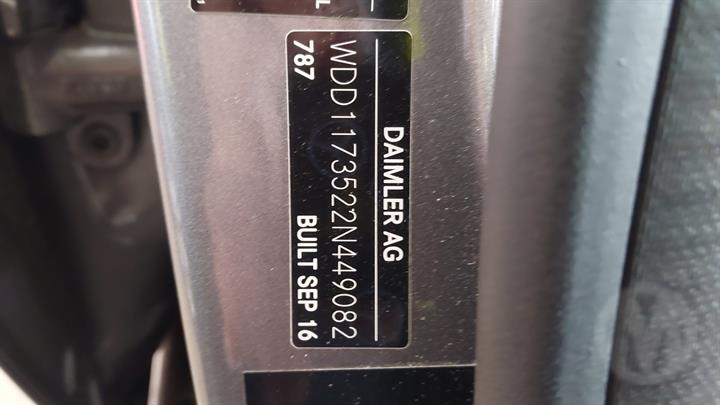 DAIMLER AG
WDD1173522N449082
787 BUILT SEP 16